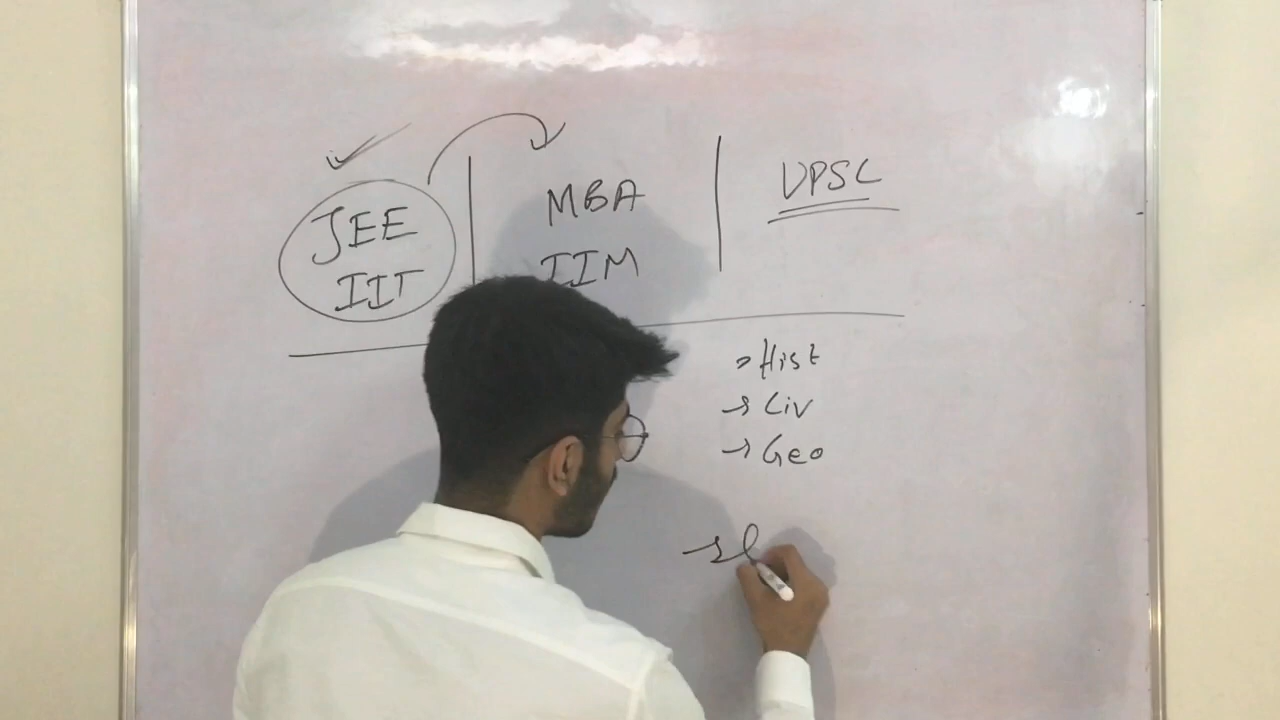 JEE
IIT
MBA
IIM
UPSC
→ Hist
→ Civ
→ Geo